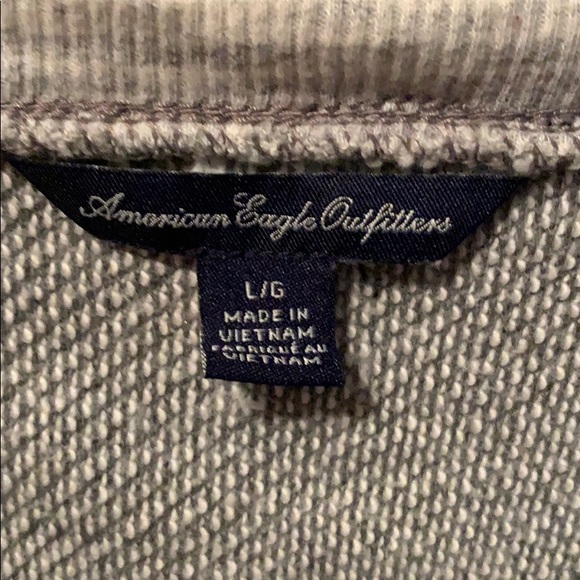 American Eagle Outfitters
L/G
MADE IN
VIETNAM
FABRIQUÉ AU
VIETNAM